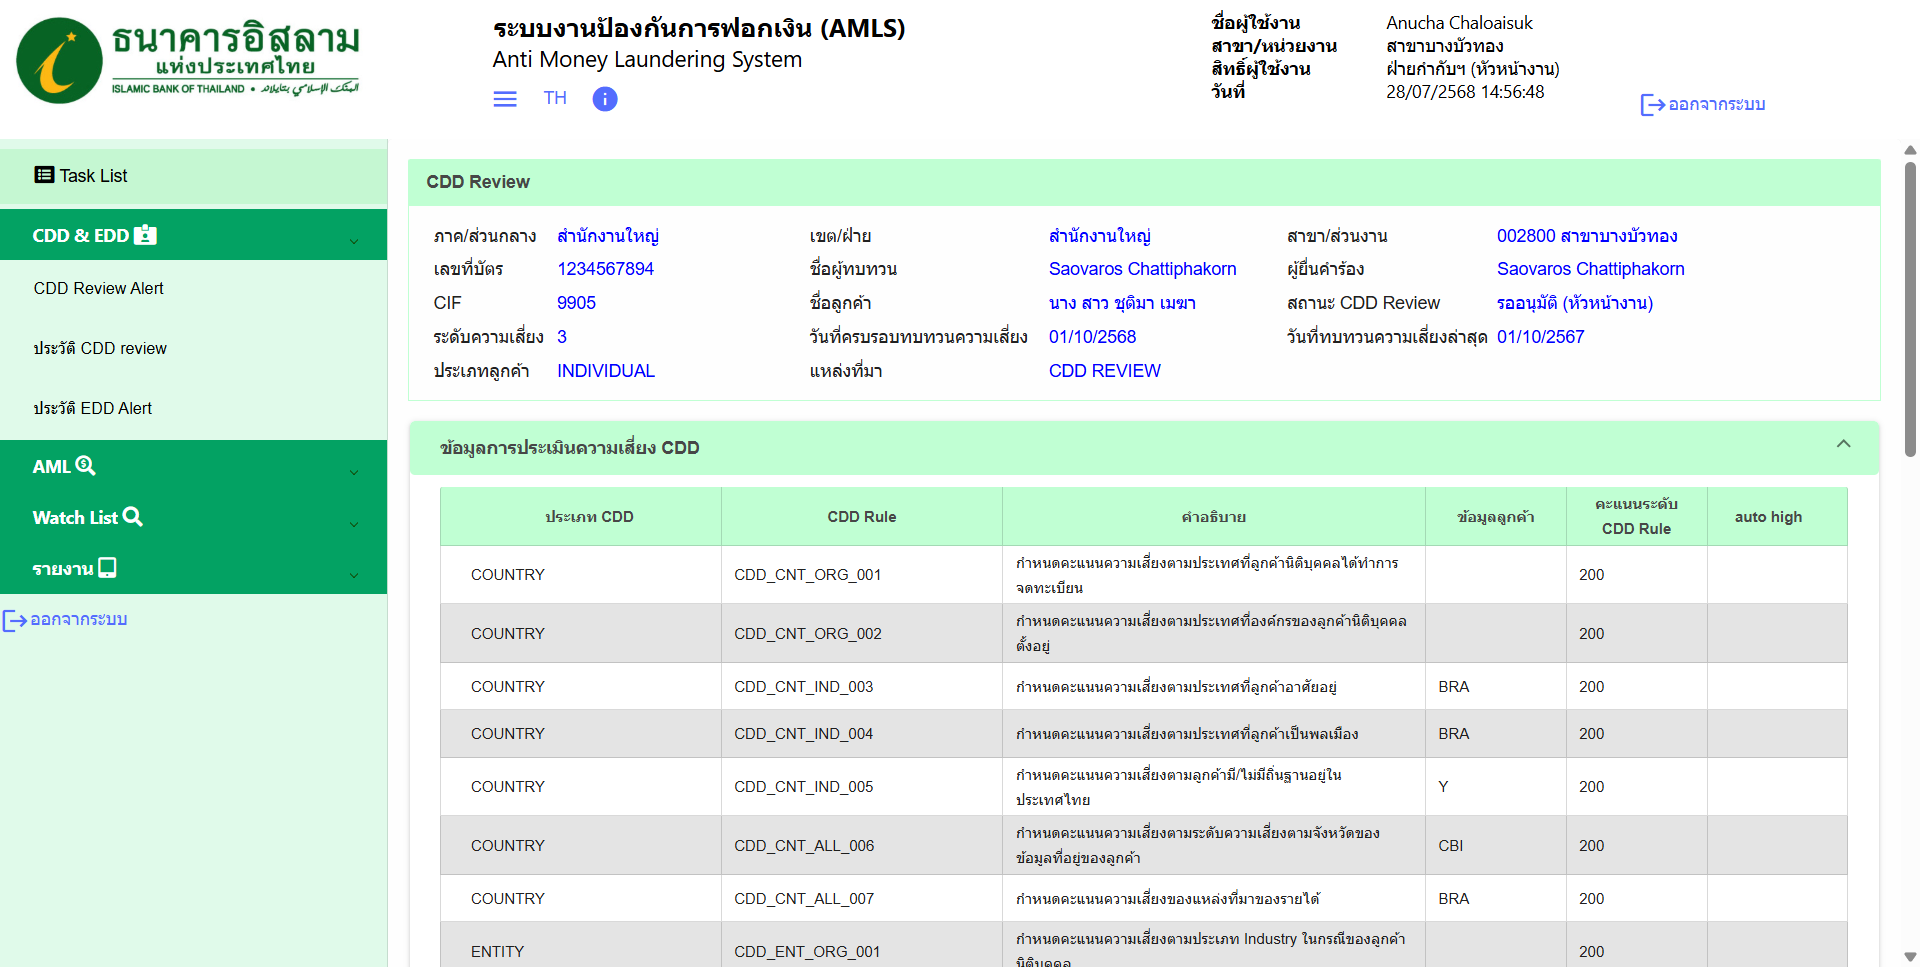 ธนาคารอิสลาม
แห่งประเทศไทย
ISLAMIC BANK OF THAILAND •
ระบบงานป้องกันการฟอกเงิน (AMLS)
Anti Money Laundering System
TH
ชื่อผู้ใช้งาน Anucha Chaloaisuk
สาขา/หน่วยงาน สาขาบางบัวทอง
สิทธิ์ผู้ใช้งาน ฝ่ายกำกับฯ (หัวหน้างาน)
วันที่ 28/07/2568 14:56:48
ออกจากระบบ
Task List
CDD & EDD
CDD Review Alert
ประวัติ CDD review
ประวัติ EDD Alert
AML
Watch List
รายงาน
ออกจากระบบ
CDD Review
ภาค/ส่วนกลาง สำนักงานใหญ่ เขต/ฝ่าย สำนักงานใหญ่ สาขา/ส่วนงาน 002800 สาขาบางบัวทอง
เลขที่บัตร 1234567894 ชื่อผู้ทบทวน Saovaros Chattiphakorn ผู้ยื่นคำร้อง Saovaros Chattiphakorn
CIF 9905 ชื่อลูกค้า นาง สาว ชุติมา เมฆา สถานะ CDD Review รออนุมัติ (หัวหน้างาน)
ระดับความเสี่ยง 3 วันที่ครบรอบทบทวนความเสี่ยง 01/10/2568 วันที่ทบทวนความเสี่ยงล่าสุด 01/10/2567
ประเภทลูกค้า INDIVIDUAL แหล่งที่มา CDD REVIEW
ข้อมูลการประเมินความเสี่ยง CDD
ประเภท CDD CDD Rule คำอธิบาย ข้อมูลลูกค้า คะแนนระดับ CDD Rule auto high
COUNTRY CDD_CNT_ORG_001 กำหนดคะแนนความเสี่ยงตามประเทศที่ลูกค้านิติบุคคลได้ทำการ
จดทะเบียน 200
COUNTRY CDD_CNT_ORG_002 กำหนดคะแนนความเสี่ยงตามประเทศที่องค์กรของลูกค้านิติบุคคล
ตั้งอยู่ 200
COUNTRY CDD_CNT_IND_003 กำหนดคะแนนความเสี่ยงตามประเทศที่ลูกค้าอาศัยอยู่ BRA 200
COUNTRY CDD_CNT_IND_004 กำหนดคะแนนความเสี่ยงตามประเทศที่ลูกค้าเป็นพลเมือง BRA 200
COUNTRY CDD_CNT_IND_005 กำหนดคะแนนความเสี่ยงตามลูกค้ามี/ไม่มีถิ่นฐานอยู่ใน
ประเทศไทย Y 200
COUNTRY CDD_CNT_ALL_006 กำหนดคะแนนความเสี่ยงตามระดับความเสี่ยงตามจังหวัดของ
ข้อมูลที่อยู่ของลูกค้า CBI 200
COUNTRY CDD_CNT_ALL_007 กำหนดคะแนนความเสี่ยงของแหล่งที่มาของรายได้ BRA 200
ENTITY CDD_ENT_ORG_001 กำหนดคะแนนความเสี่ยงตามประเภท Industry ในกรณีของลูกค้า
นิติบุคคล 200